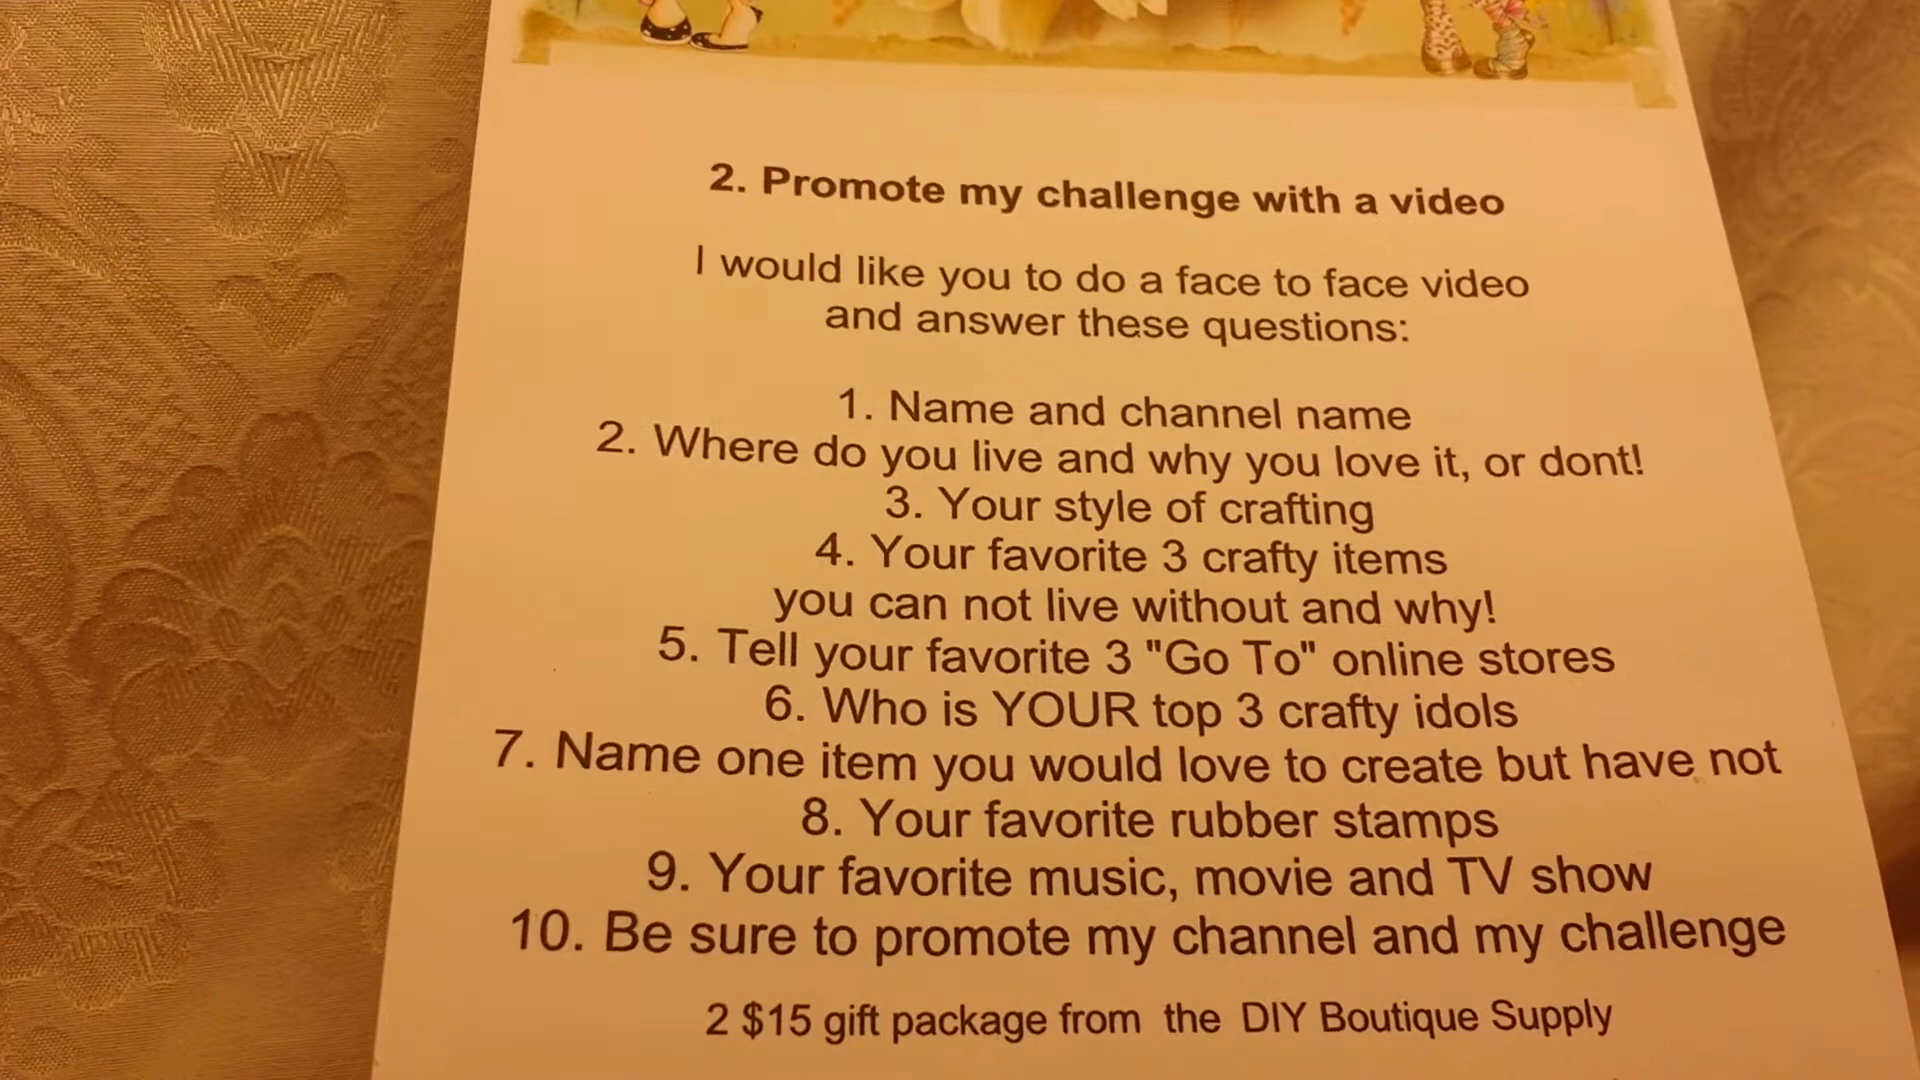 2. Promote my challenge with a video
I would like you to do a face to face video
and answer these questions:
1. Name and channel name
2. Where do you live and why you love it, or dont!
3. Your style of crafting
4. Your favorite 3 crafty items
you can not live without and why!
5. Tell your favorite 3 "Go To" online stores
6. Who is YOUR top 3 crafty idols
7. Name one item you would love to create but have not
8. Your favorite rubber stamps
9. Your favorite music, movie and TV show
10. Be sure to promote my channel and my challenge
2 $15 gift package from the DIY Boutique Supply